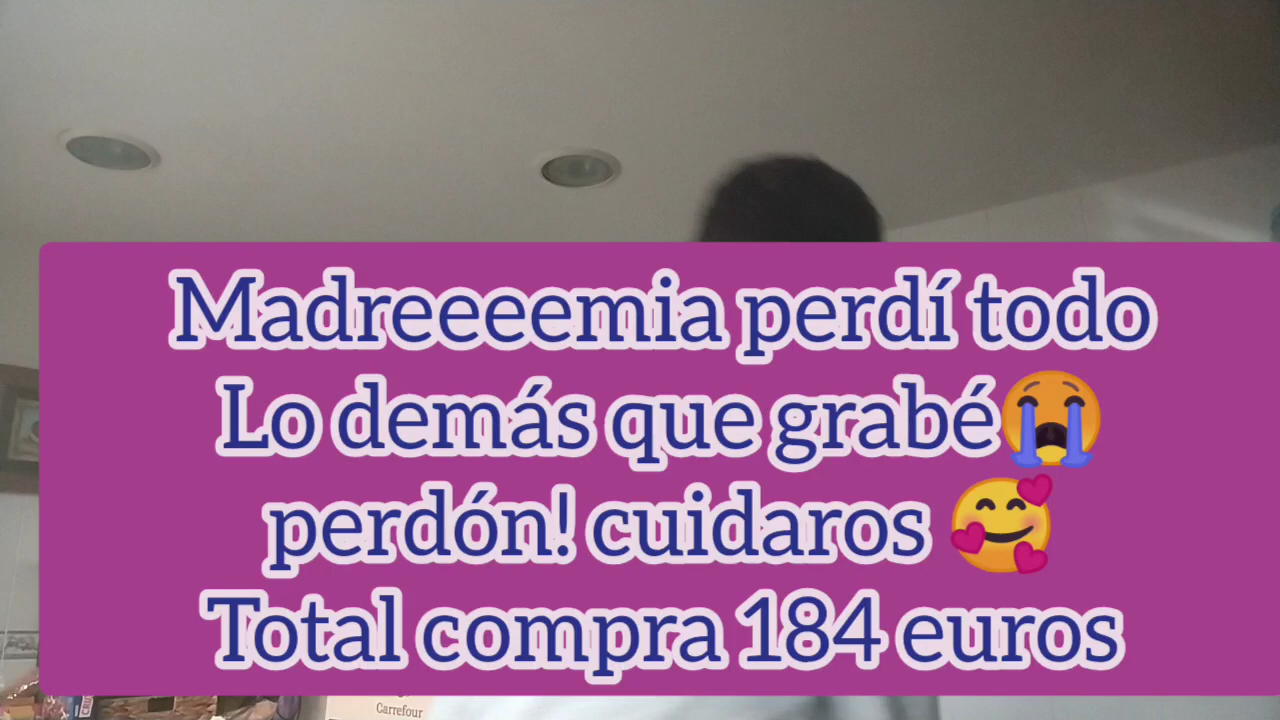 Madreeeemia perdí todo
Lo demás que grabé😭
perdón! cuidaros 🥰
Total compra 184 euros
Carrefour